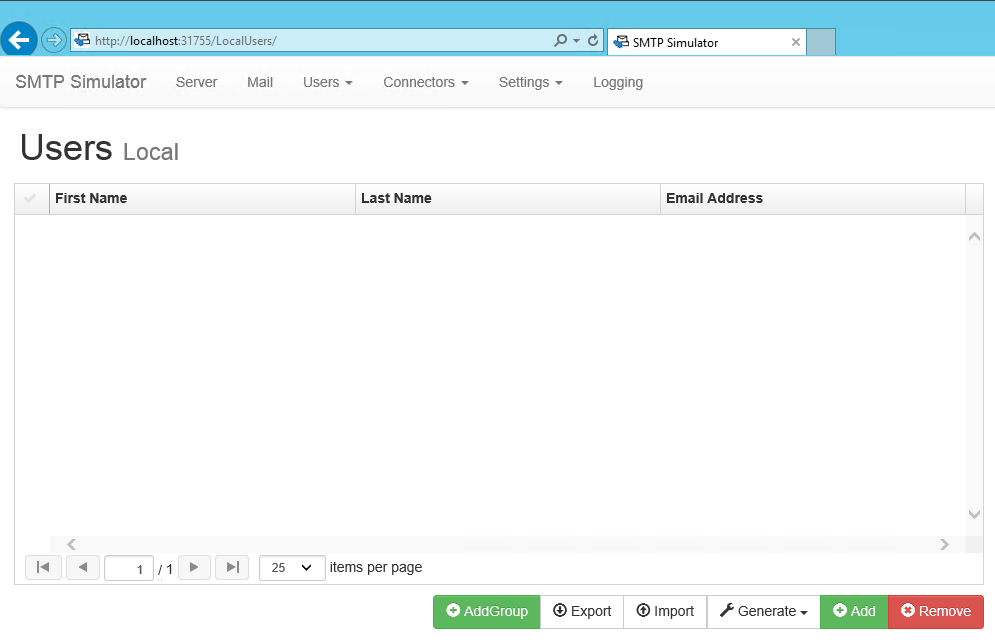 http://localhost:31755/LocalUsers/
SMTP Simulator
SMTP Simulator Server Mail Users Connectors Settings Logging
Users Local
First Name Last Name Email Address
1 / 1 25 items per page
AddGroup Export Import Generate Add Remove